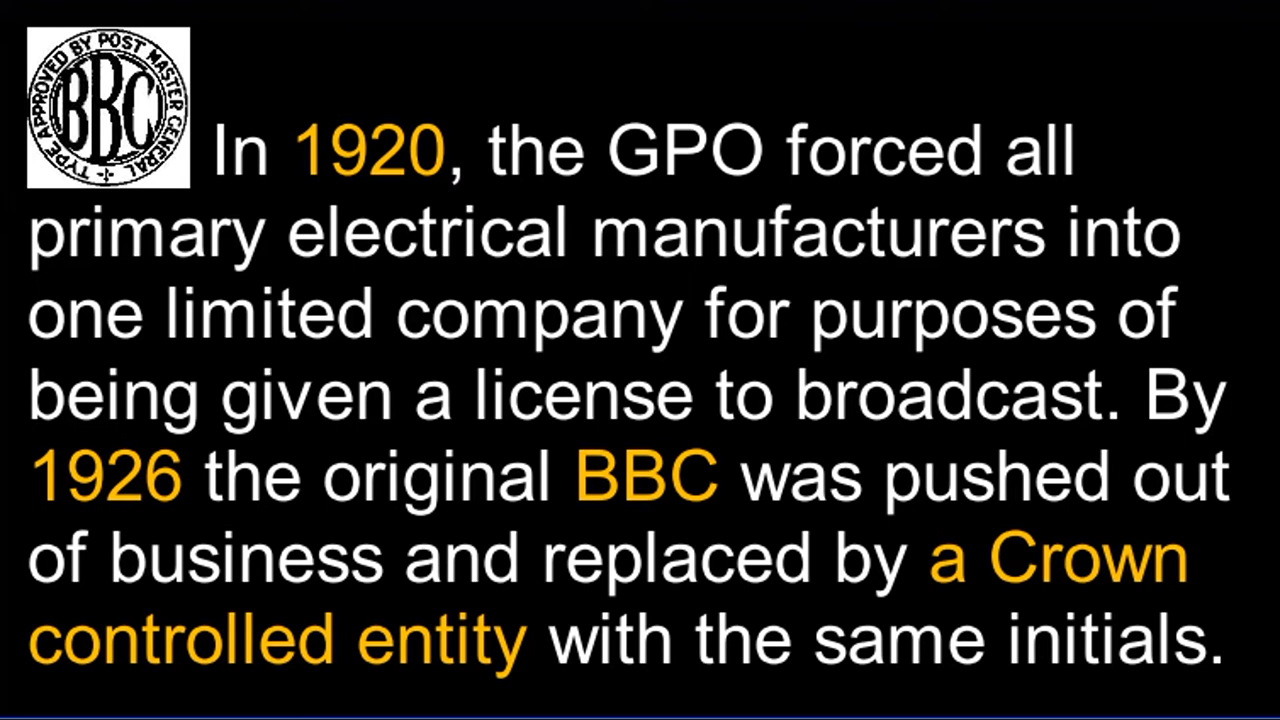 TYPE APPROVED BY POST MASTER GENERAL
BBC
In 1920, the GPO forced all
primary electrical manufacturers into
one limited company for purposes of
being given a license to broadcast. By
1926 the original BBC was pushed out
of business and replaced by a Crown
controlled entity with the same initials.